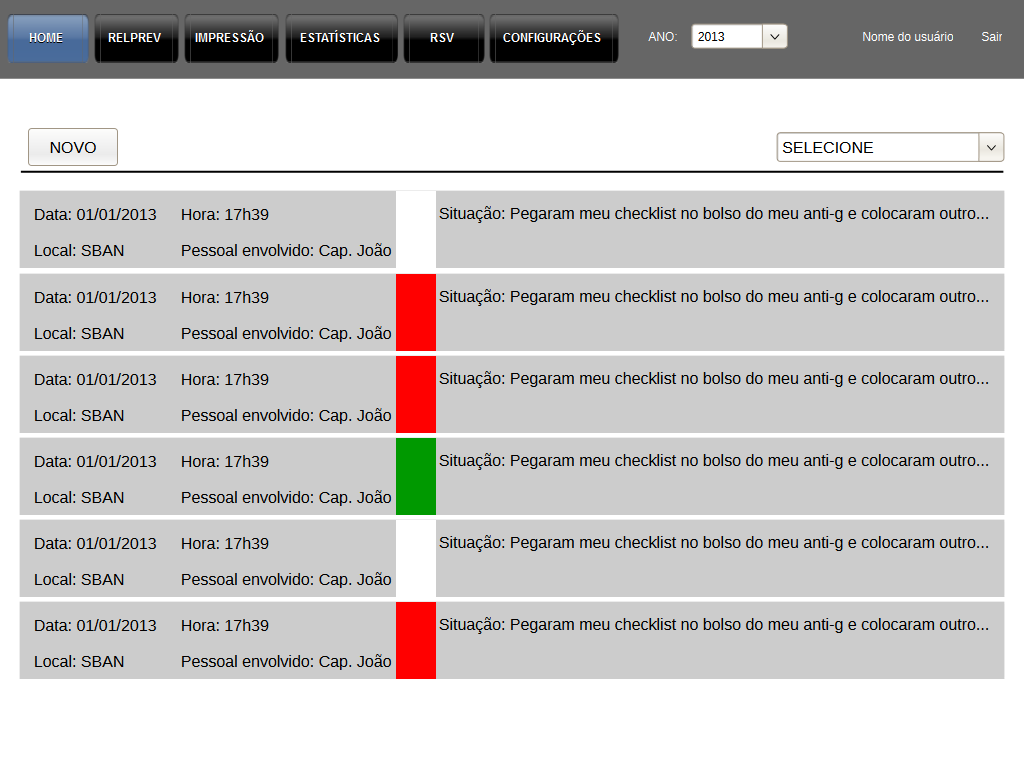 HOME RELPREV IMPRESSÃO ESTATÍSTICAS RSV CONFIGURAÇÕES ANO: 2013 Nome do usuário Sair
NOVO SELECIONE
Data: 01/01/2013 Hora: 17h39 Situação: Pegaram meu checklist no bolso do meu anti-g e colocaram outro...
Local: SBAN Pessoal envolvido: Cap. João
Data: 01/01/2013 Hora: 17h39 Situação: Pegaram meu checklist no bolso do meu anti-g e colocaram outro...
Local: SBAN Pessoal envolvido: Cap. João
Data: 01/01/2013 Hora: 17h39 Situação: Pegaram meu checklist no bolso do meu anti-g e colocaram outro...
Local: SBAN Pessoal envolvido: Cap. João
Data: 01/01/2013 Hora: 17h39 Situação: Pegaram meu checklist no bolso do meu anti-g e colocaram outro...
Local: SBAN Pessoal envolvido: Cap. João
Data: 01/01/2013 Hora: 17h39 Situação: Pegaram meu checklist no bolso do meu anti-g e colocaram outro...
Local: SBAN Pessoal envolvido: Cap. João
Data: 01/01/2013 Hora: 17h39 Situação: Pegaram meu checklist no bolso do meu anti-g e colocaram outro...
Local: SBAN Pessoal envolvido: Cap. João